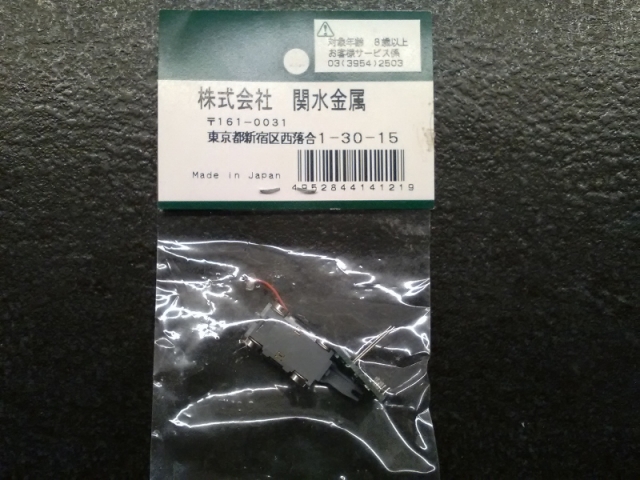 対象年齢 8歳以上
お客様サービス係
03(3954)2503
株式会社 関水金属
〒161-0031
東京都新宿区西落合1-30-15
Made in Japan
4952844141219